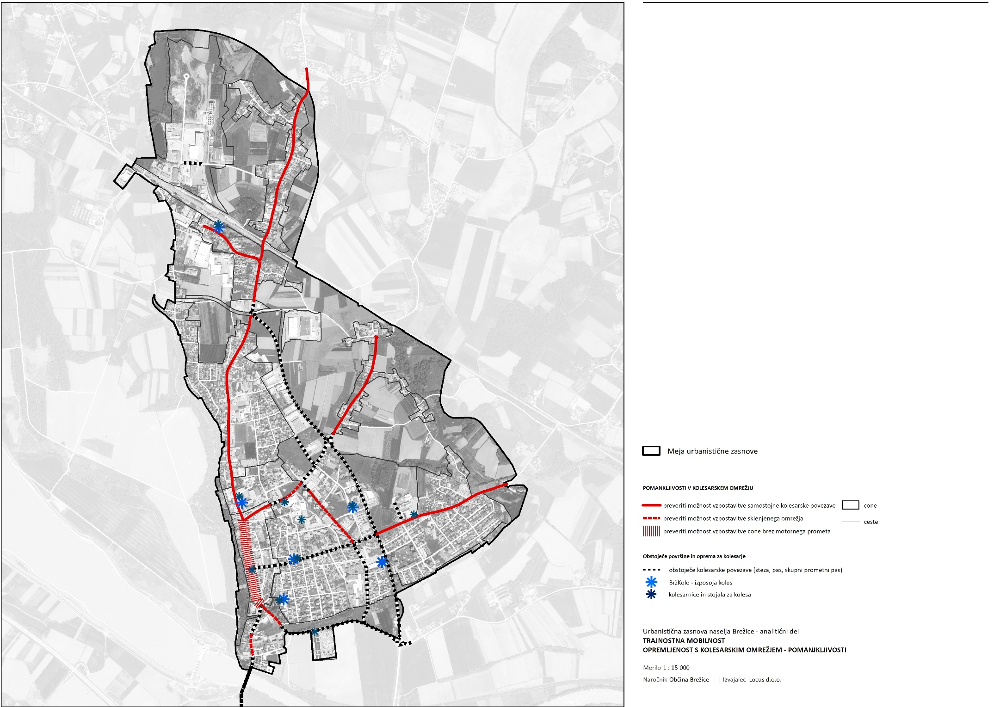 Meja urbanistične zasnove
POMANKLJIVOSTI V KOLESARSKEM OMREŽJU
preveriti možnost vzpostavitve samostojne kolesarske povezave
cone
preveriti možnost vzpostavitve sklenjenega omrežja
ceste
preveriti možnost vzpostavitve cone brez motornega prometa
Obstoječe površine in oprema za kolesarje
obstoječe kolesarske povezave (steza, pas, skupni prometni pas)
BržKolo - izposoja koles
kolesarnice in stojala za kolesa
Urbanistična zasnova naselja Brežice - analitični del
TRAJNOSTNA MOBILNOST
OPREMLJENOST S KOLESARSKIM OMREŽJEM - POMANJKLJIVOSTI
Merilo 1 : 15 000
Naročnik Občina Brežice | Izvajalec Locus d.o.o.